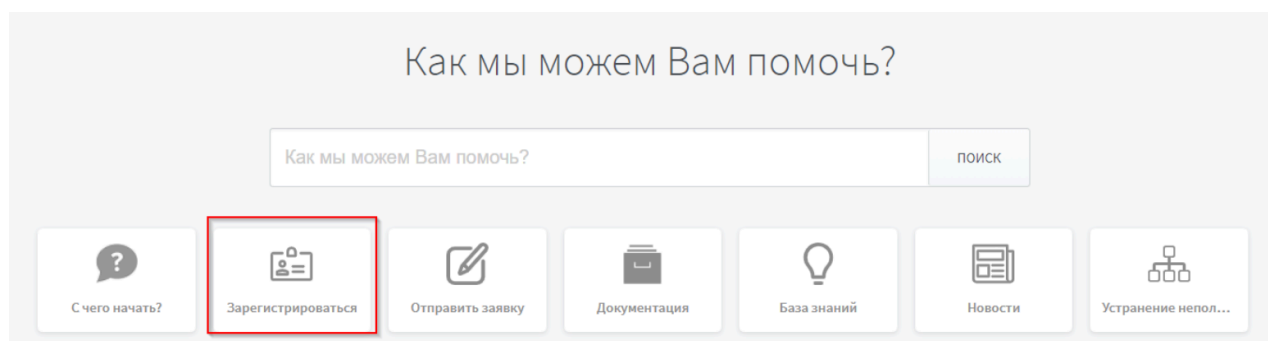 Как мы можем Вам помочь?
Как мы можем Вам помочь?
поиск
С чего начать?
Зарегистрироваться
Отправить заявку
Документация
База знаний
Новости
Устранение непол...